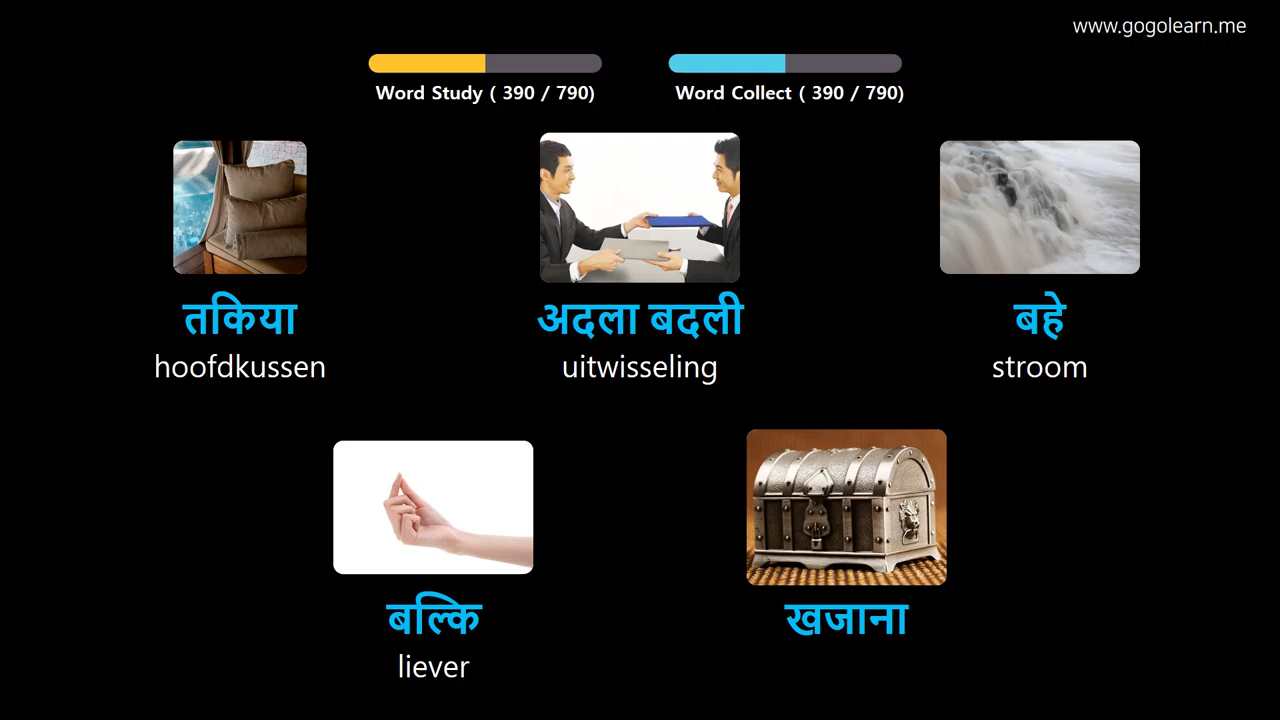 www.gogolearn.me
Word Study ( 390 / 790)
Word Collect ( 390 / 790)
तकिया
hoofdkussen
अदला बदली
uitwisseling
बहे
stroom
बल्कि
liever
खजाना